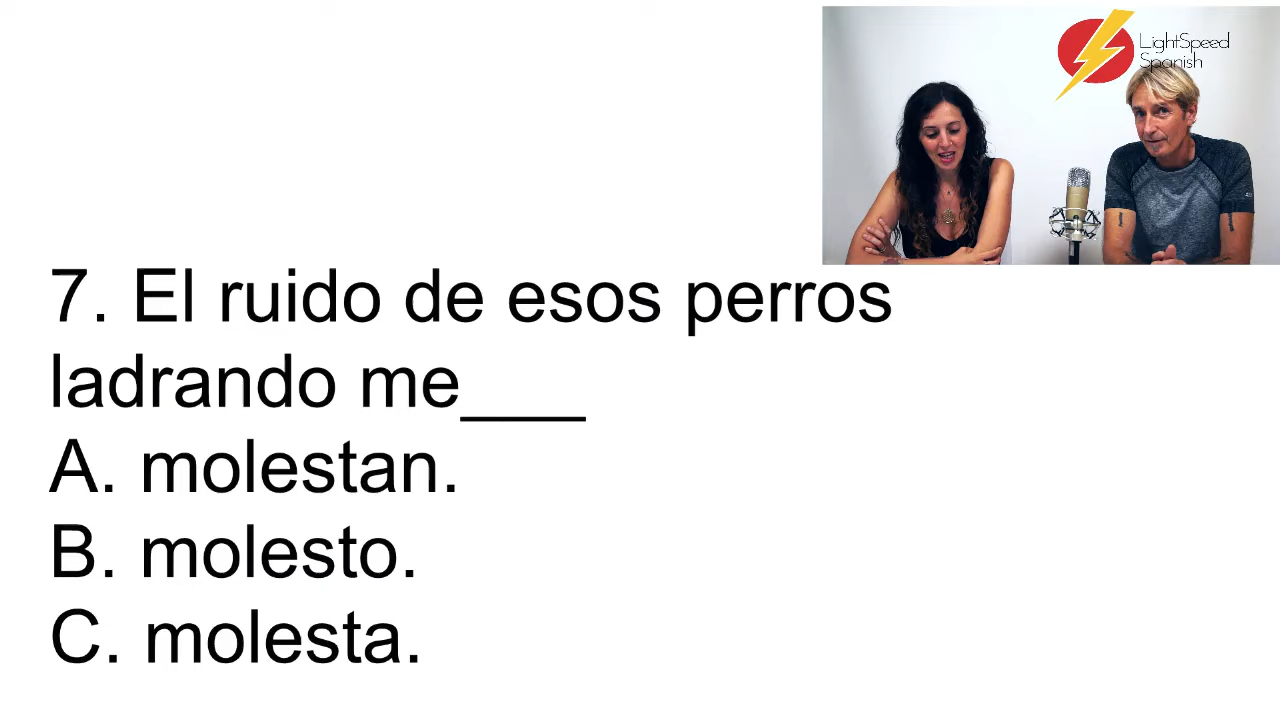 LightSpeed
Spanish
7. El ruido de esos perros
ladrando me___
A. molestan.
B. molesto.
C. molesta.